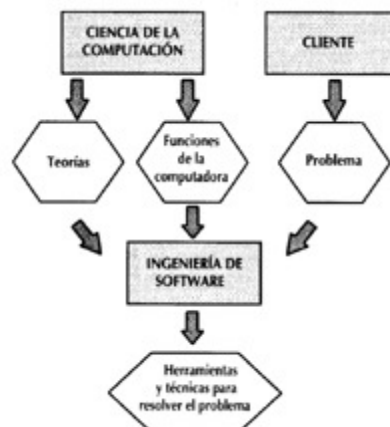 CIENCIA DE LA
COMPUTACIÓN
CLIENTE
Teorías
Funciones
de la
computadora
Problema
INGENIERÍA DE
SOFTWARE
Herramientas
y técnicas para
resolver el problema